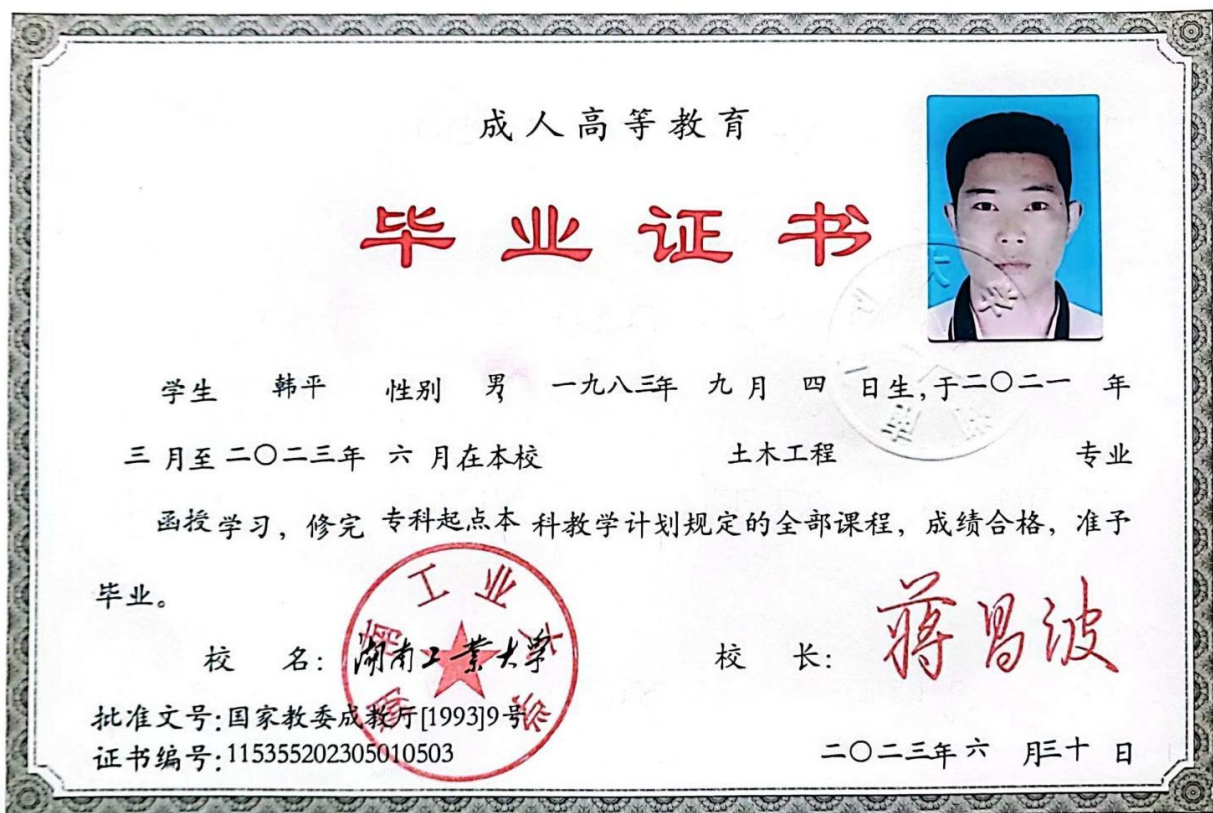 成人高等教育
毕业证书
学生 韩平 性别 男 一九八三年 九月 四 日生,于二〇二一 年
三 月至二〇二三年 六 月在本校 土木工程 专业
函授学习，修完 专科起点本 科教学计划规定的全部课程，成绩合格，准予
毕业。
校 名：湖南工业大学 校 长：蒋昌波
湖南工业大学
批准文号:国家教委成教厅[1993]9号
证书编号:115355202305010503
二〇二三年 六 月三十 日